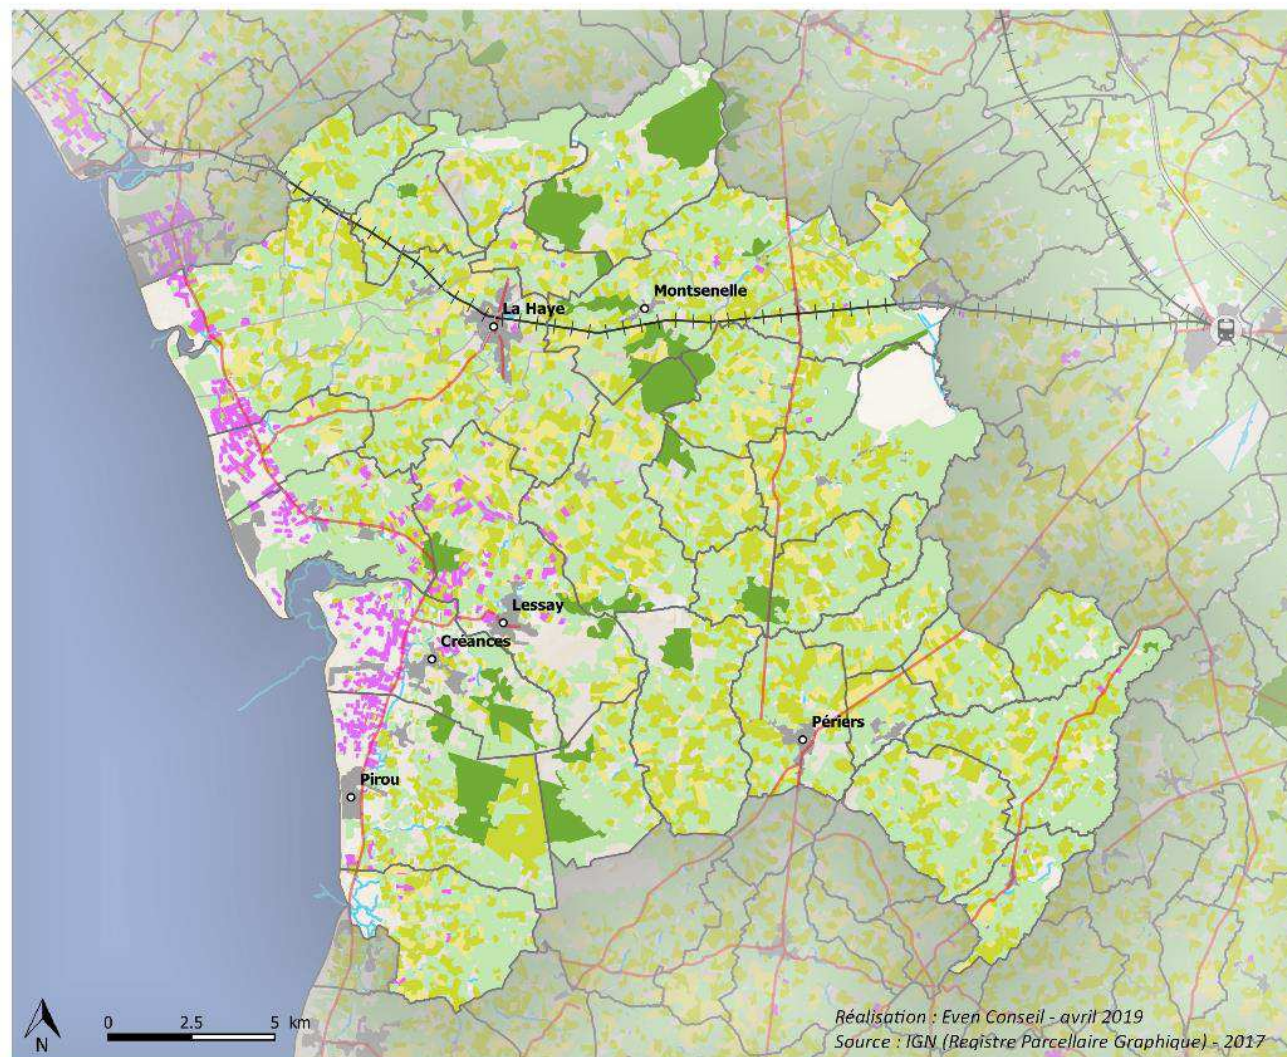 Montsenelle
La Haye
Lessay
Créances
Périers
Pirou
N
0 2.5 5 km
Réalisation : Even Conseil - avril 2019
Source : IGN (Registre Parcellaire Graphique) - 2017